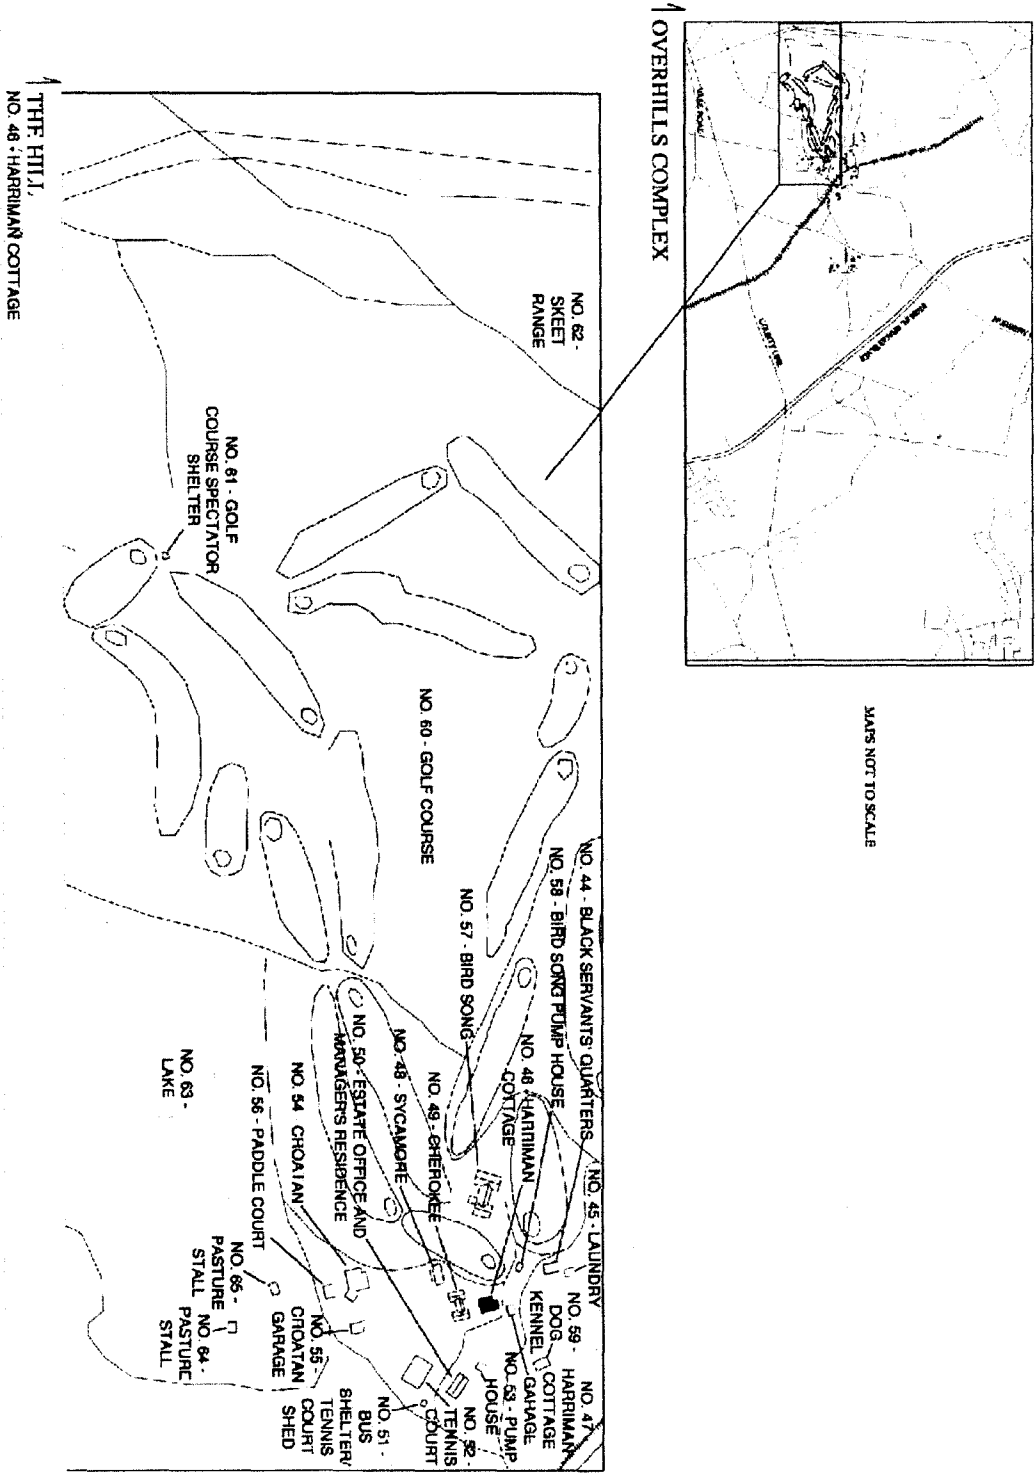 OVERHILLS COMPLEX
COUNTY LINE
MAPS NOT TO SCALE
THE HILL
NO. 46 - HARRIMAN COTTAGE
NO. 62 -
SKEET
RANGE
NO. 61 - GOLF
COURSE SPECTATOR
SHELTER
NO. 60 - GOLF COURSE
NO. 44 - BLACK SERVANTS' QUARTERS
NO. 58 - BIRD SONG PUMP HOUSE
NO. 57 - BIRD SONG
NO. 46 - HARRIMAN
COTTAGE
NO. 49 - CHEROKEE
NO. 48 - SYCAMORE
NO. 50 - ESTATE OFFICE AND
MANAGER'S RESIDENCE
NO. 54 - CROATAN
NO. 56 - PADDLE COURT
NO. 63 -
LAKE
NO. 45 - LAUNDRY
NO. 47
HARRIMAN
COTTAGE
GARAGE
NO. 59 -
DOG
KENNEL
NO. 53 - PUMP
HOUSE
NO. 52 -
TENNIS
COURT
NO. 51 -
BUS
SHELTER/
TENNIS
COURT
SHED
NO. 55 -
CROATAN
GARAGE
NO. 65 -
PASTURE
STALL
NO. 64 -
PASTURE
STALL